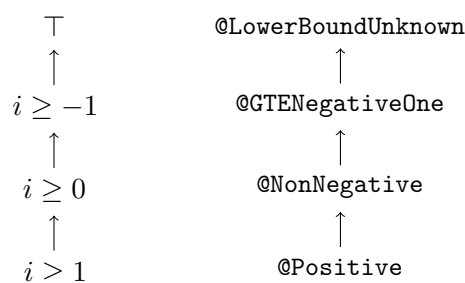 ⊤ @LowerBoundUnknown
i ≥ −1 @GTENegativeOne
i ≥ 0 @NonNegative
i > 1 @Positive